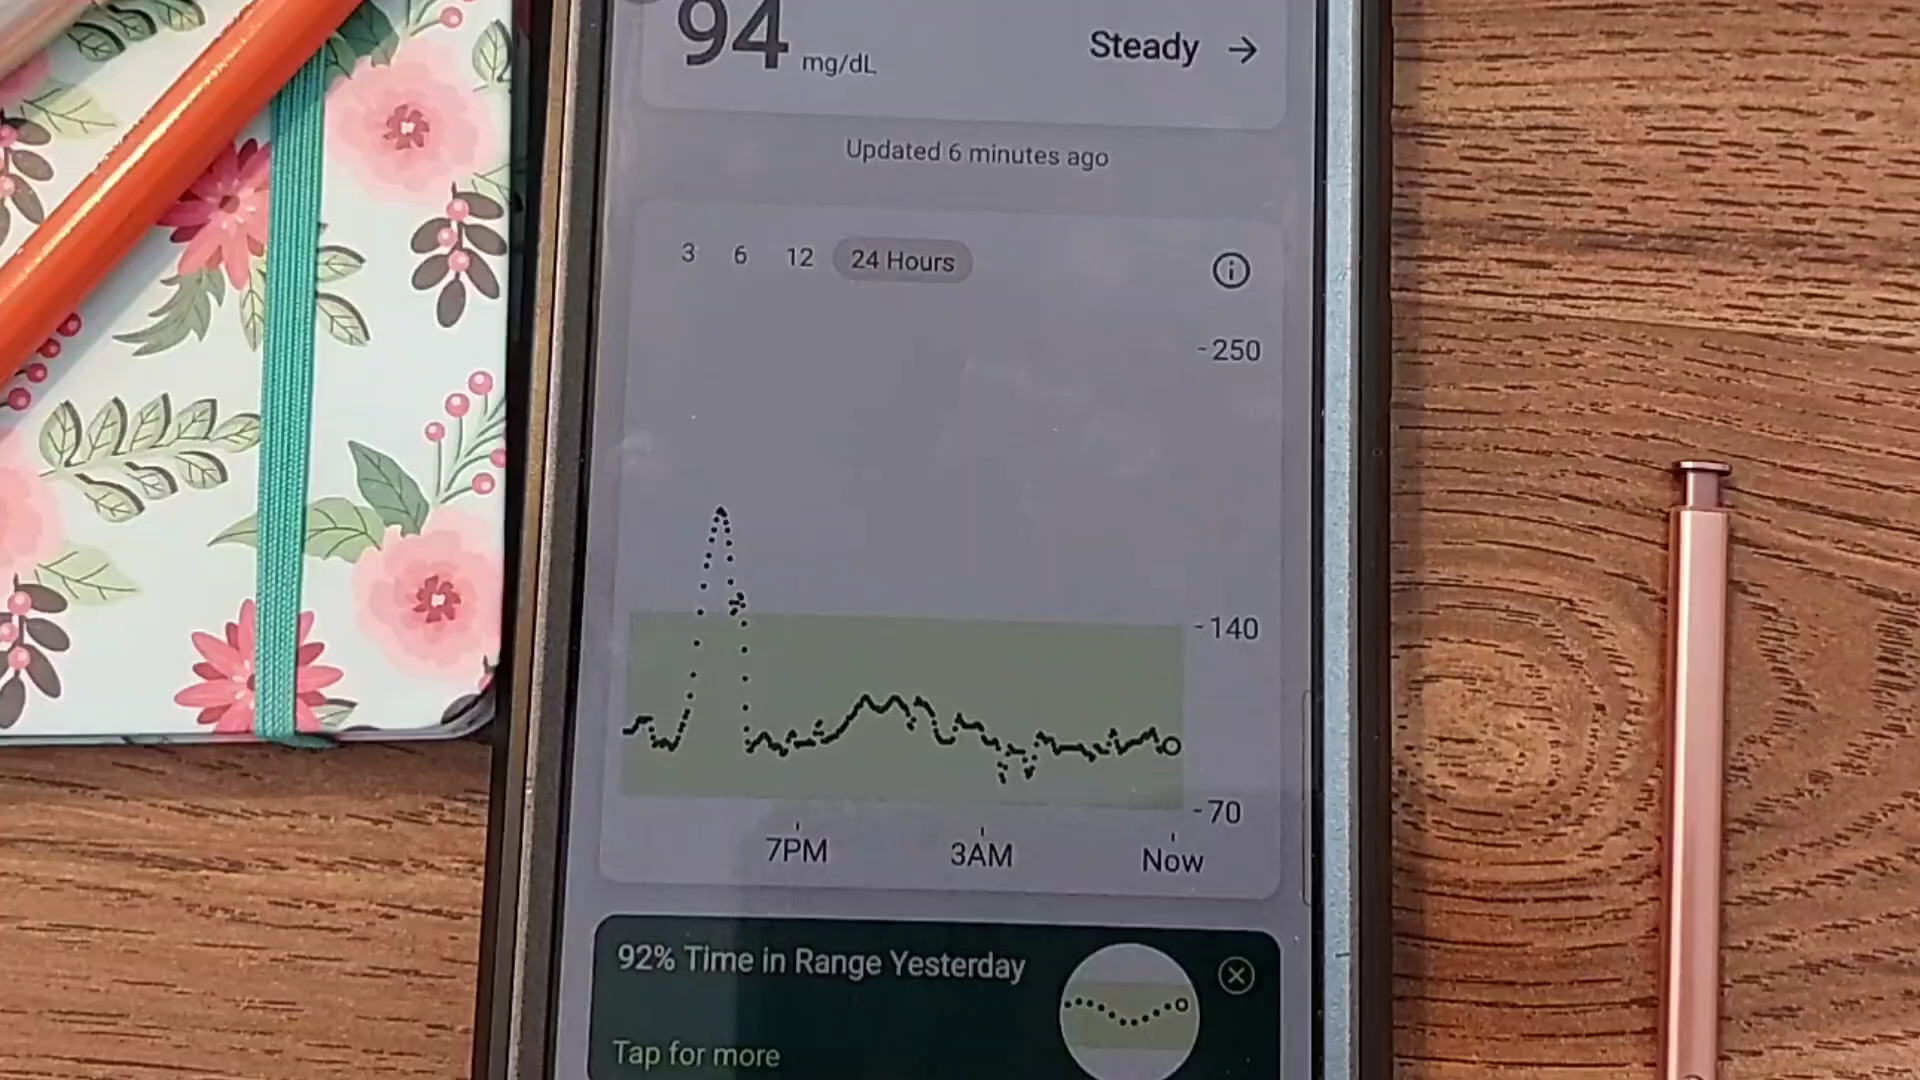 94 mg/dL Steady →
Updated 6 minutes ago
3 6 12 24 Hours
-250
-140
-70
7PM 3AM Now
92% Time in Range Yesterday
Tap for more